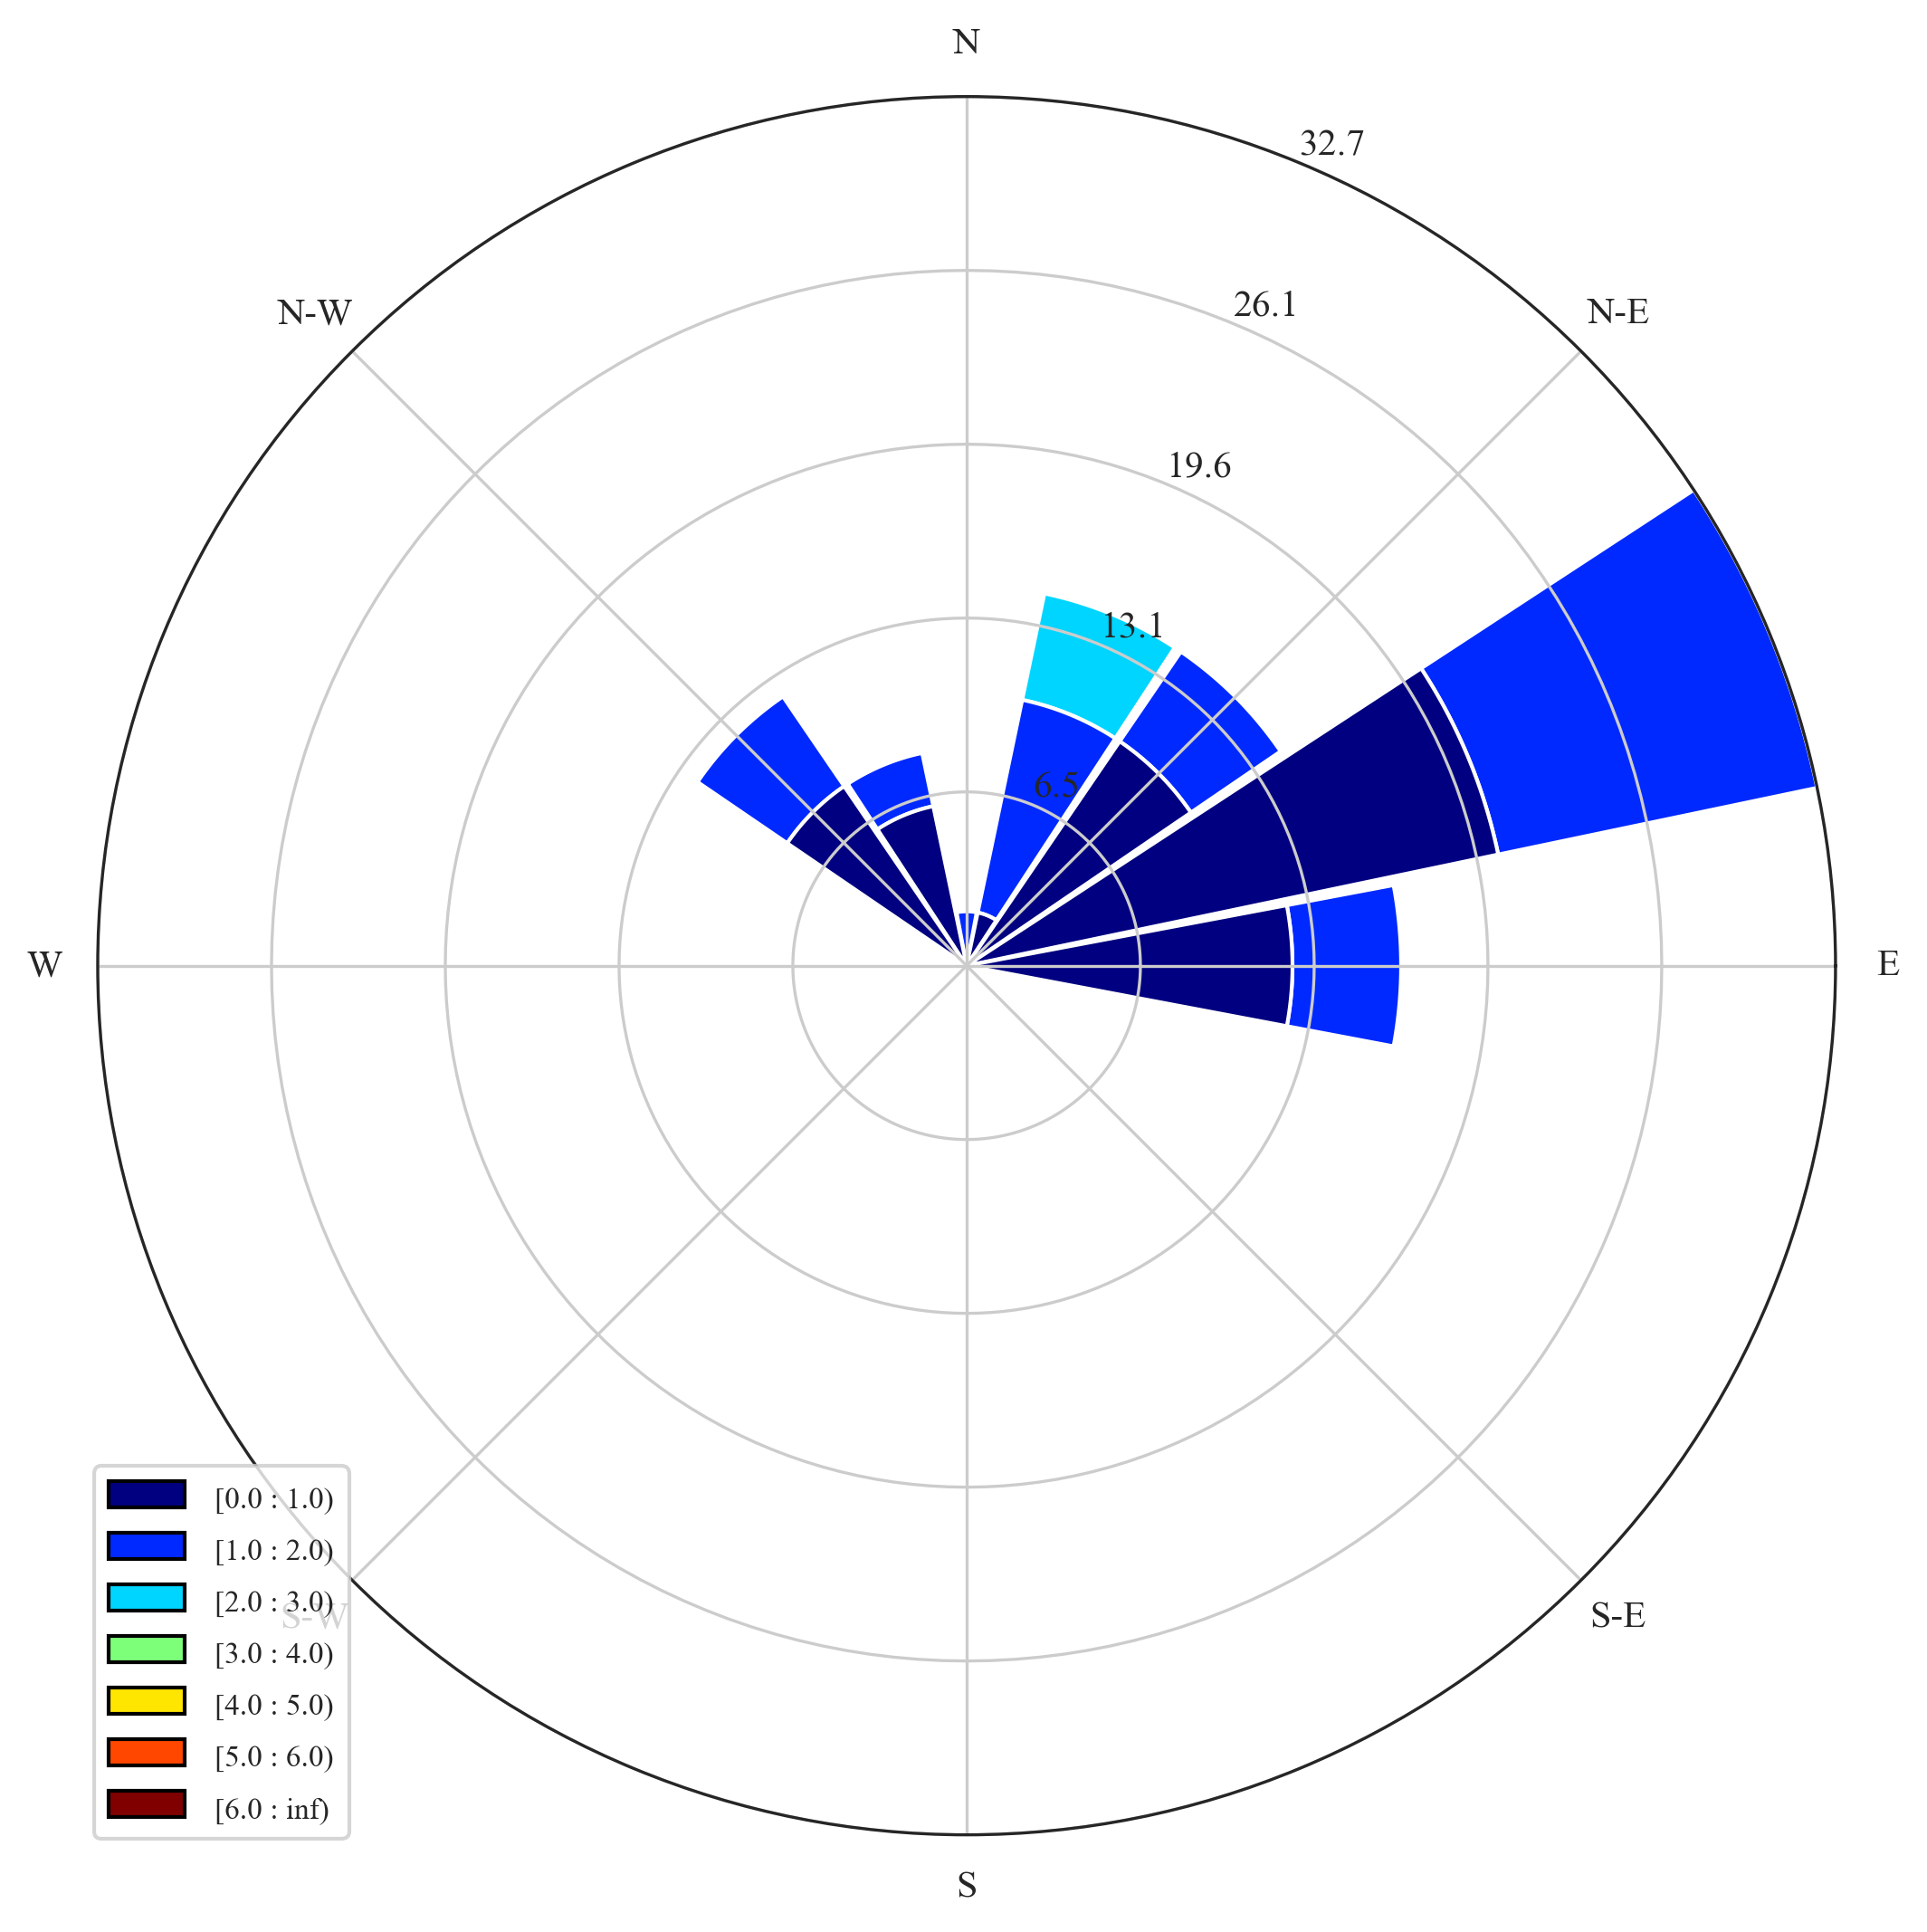 N
32.7
26.1
N-W
N-E
19.6
13.1
6.5
W
E
[0.0 : 1.0)
[1.0 : 2.0)
[2.0 : 3.0)
S-W
S-E
[3.0 : 4.0)
[4.0 : 5.0)
[5.0 : 6.0)
[6.0 : inf)
S